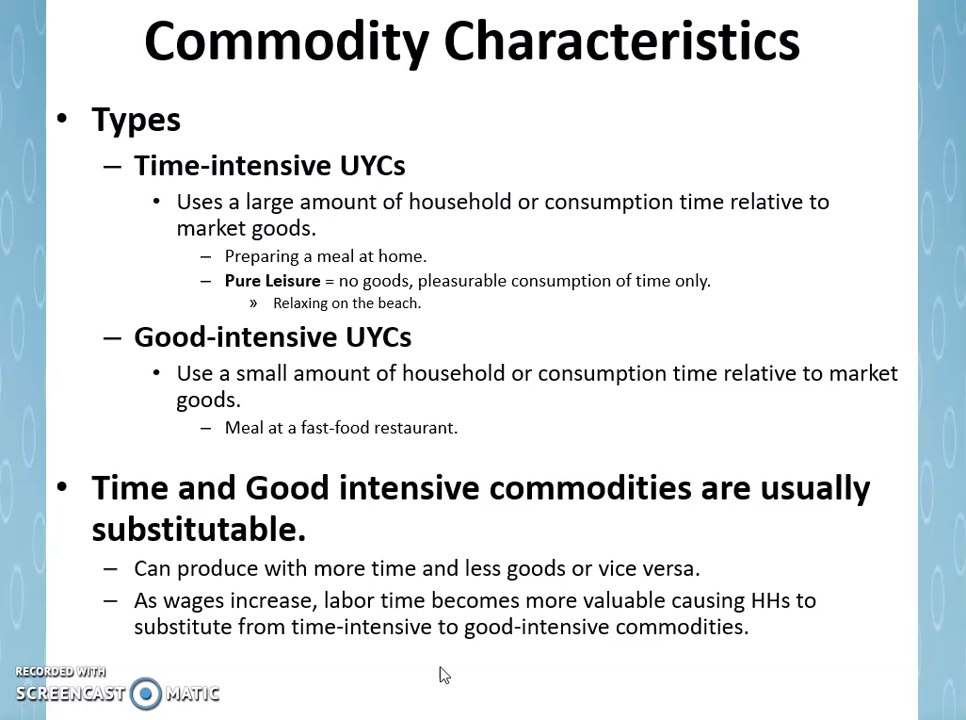 Commodity Characteristics
• Types
– Time-intensive UYCs
• Uses a large amount of household or consumption time relative to
market goods.
– Preparing a meal at home.
– Pure Leisure = no goods, pleasurable consumption of time only.
» Relaxing on the beach.
– Good-intensive UYCs
• Use a small amount of household or consumption time relative to market
goods.
– Meal at a fast-food restaurant.
• Time and Good intensive commodities are usually
substitutable.
– Can produce with more time and less goods or vice versa.
– As wages increase, labor time becomes more valuable causing HHs to
substitute from time-intensive to good-intensive commodities.
RECORDED WITH
SCREENCAST MATIC